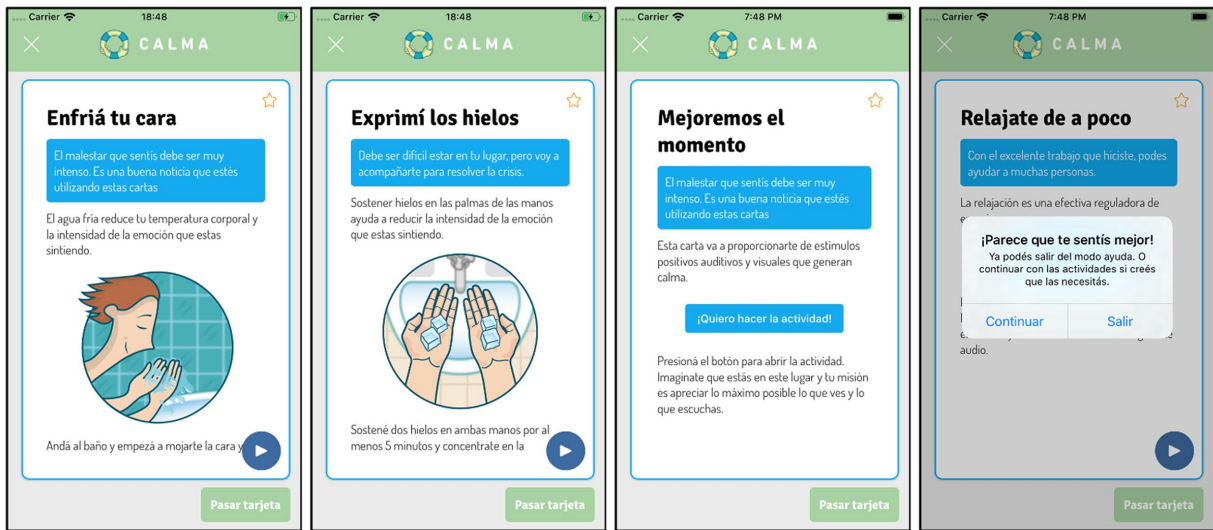 Carrier 18:48
CALMA
Enfriá tu cara
El malestar que sentís debe ser muy
intenso. Es una buena noticia que estés
utilizando estas cartas
El agua fría reduce tu temperatura corporal y
la intensidad de la emoción que estas
sintiendo.
Andá al baño y empezá a mojarte la cara y
Pasar tarjeta
Carrier 18:48
CALMA
Exprimí los hielos
Debe ser difícil estar en tu lugar, pero voy a
acompañarte para resolver la crisis.
Sostener hielos en las palmas de las manos
ayuda a reducir la intensidad de la emoción
que estas sintiendo.
Sostené dos hielos en ambas manos por al
menos 5 minutos y concentrate en la
Pasar tarjeta
Carrier 7:48 PM
CALMA
Mejoremos el
momento
El malestar que sentís debe ser muy
intenso. Es una buena noticia que estés
utilizando estas cartas
Esta carta va a proporcionarte de estimulos
positivos auditivos y visuales que generan
calma.
¡Quiero hacer la actividad!
Presioná el botón para abrir la actividad.
Imaginate que estás en este lugar y tu misión
es apreciar lo máximo posible lo que ves y lo
que escuchas.
Pasar tarjeta
Carrier 7:48 PM
CALMA
Relajate de a poco
Con el excelente trabajo que hiciste, podes
ayudar a muchas personas.
La relajación es una efectiva reguladora de
¡Parece que te sentís mejor!
Ya podés salir del modo ayuda. O
continuar con las actividades si creés
que las necesitás.
Continuar Salir
audio.
Pasar tarjeta